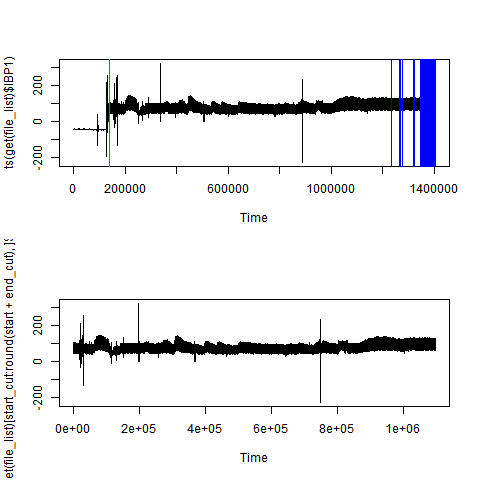 ts(get(file_list)$BP1)
200
0
-200
0
200000
600000
1000000
1400000
Time
et(file_list)[start_cut:round(start + end_cut), ]$
200
0
-200
0e+00
2e+05
4e+05
6e+05
8e+05
1e+06
Time